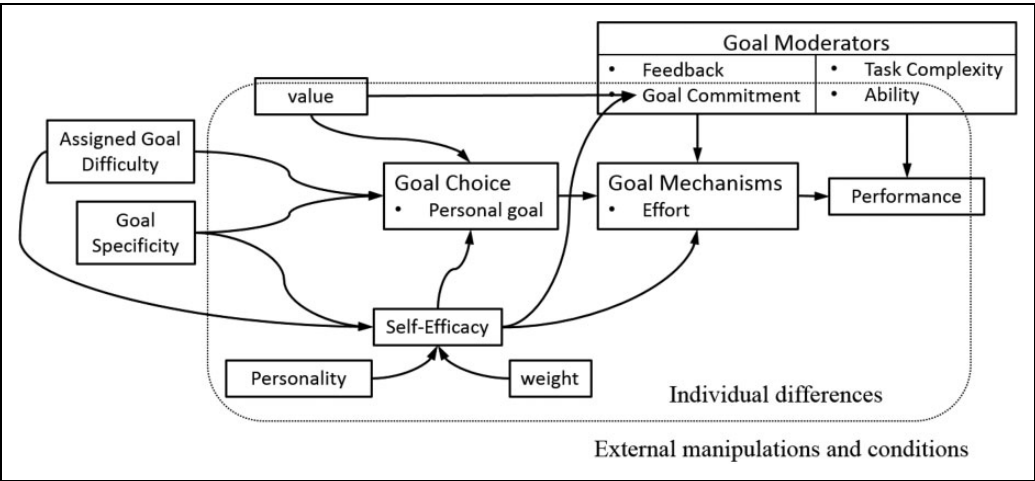 Goal Moderators
• Feedback
• Goal Commitment
• Task Complexity
• Ability
value
Assigned Goal
Difficulty
Goal
Specificity
Goal Choice
• Personal goal
Goal Mechanisms
• Effort
Performance
Self-Efficacy
Personality
weight
Individual differences
External manipulations and conditions